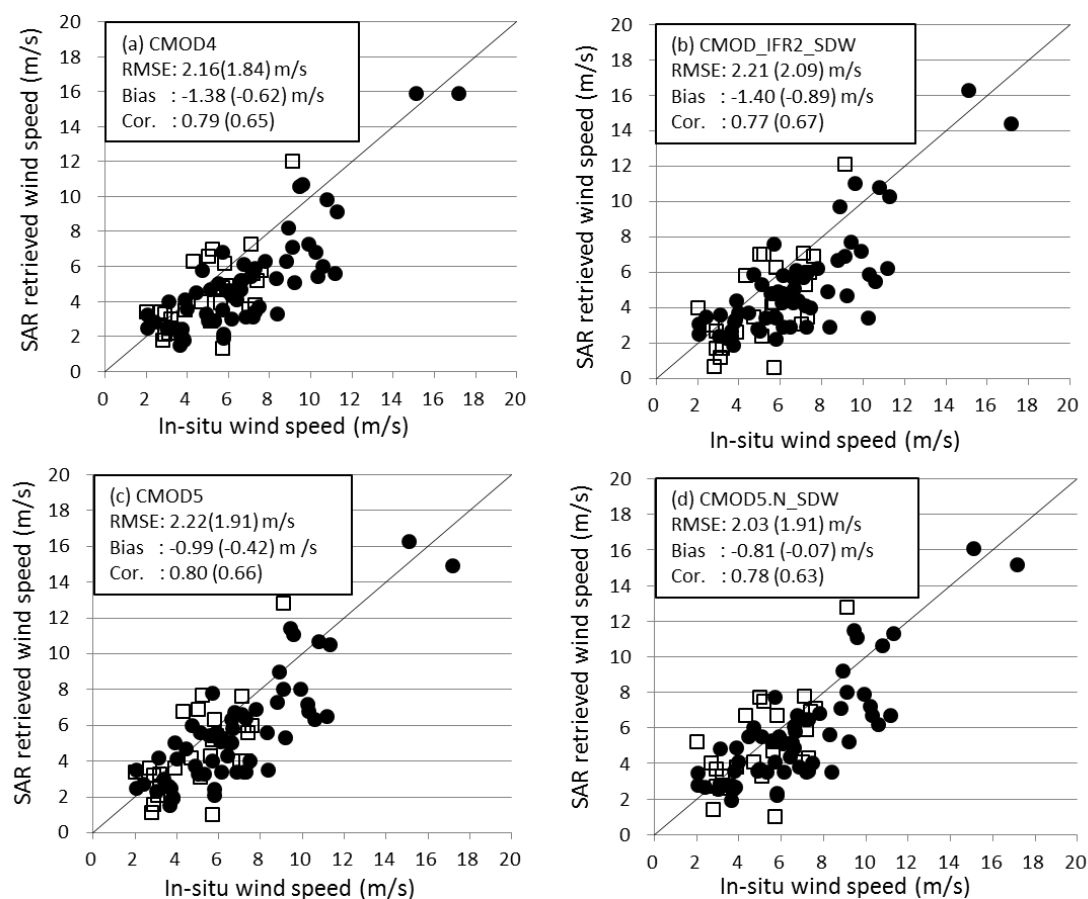 SAR retrieved wind speed (m/s)
20
18
16
14
12
10
8
6
4
2
0
(a) CMOD4
RMSE: 2.16(1.84) m/s
Bias : -1.38 (-0.62) m/s
Cor. : 0.79 (0.65)
0 2 4 6 8 10 12 14 16 18 20
In-situ wind speed (m/s)
SAR retrieved wind speed (m/s)
20
18
16
14
12
10
8
6
4
2
0
(b) CMOD_IFR2_SDW
RMSE: 2.21 (2.09) m/s
Bias : -1.40 (-0.89) m/s
Cor. : 0.77 (0.67)
0 2 4 6 8 10 12 14 16 18 20
In-situ wind speed (m/s)
SAR retrieved wind speed (m/s)
20
18
16
14
12
10
8
6
4
2
0
(c) CMOD5
RMSE: 2.22(1.91) m/s
Bias : -0.99 (-0.42) m /s
Cor. : 0.80 (0.66)
0 2 4 6 8 10 12 14 16 18 20
In-situ wind speed (m/s)
SAR retrieved wind speed (m/s)
20
18
16
14
12
10
8
6
4
2
0
(d) CMOD5.N_SDW
RMSE: 2.03 (1.91) m/s
Bias : -0.81 (-0.07) m/s
Cor. : 0.78 (0.63)
0 2 4 6 8 10 12 14 16 18 20
In-situ wind speed (m/s)